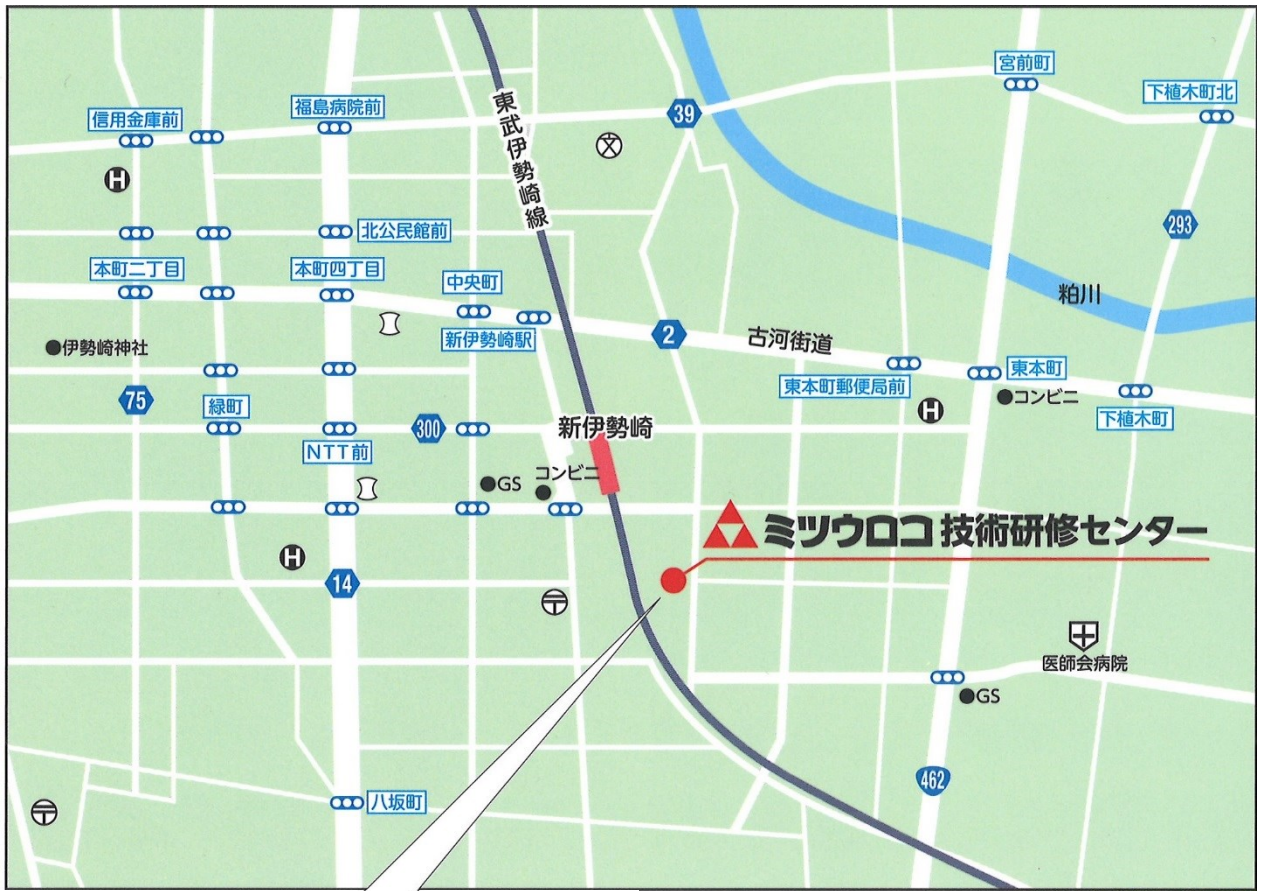 宮前町
下植木町北
福島病院前
信用金庫前
39
東武伊勢崎線
文
H
293
北公民館前
本町二丁目
本町四丁目
中央町
粕川
新伊勢崎駅
2
古河街道
伊勢崎神社
東本町
東本町郵便局前
コンビニ
75
緑町
H
下植木町
300
新伊勢崎
NTT前
GS
コンビニ
ミツウロコ技術研修センター
H
14
〒
医師会病院
GS
462
八坂町
〒